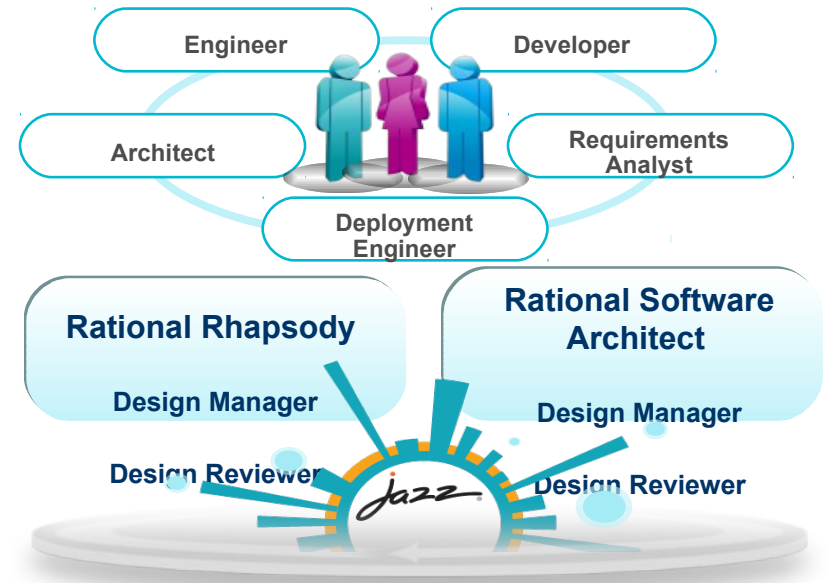 Engineer
Developer
Architect
Requirements
Analyst
Deployment
Engineer
Rational Rhapsody
Design Manager
Design Reviewer
Rational Software
Architect
Design Manager
Design Reviewer
jazz